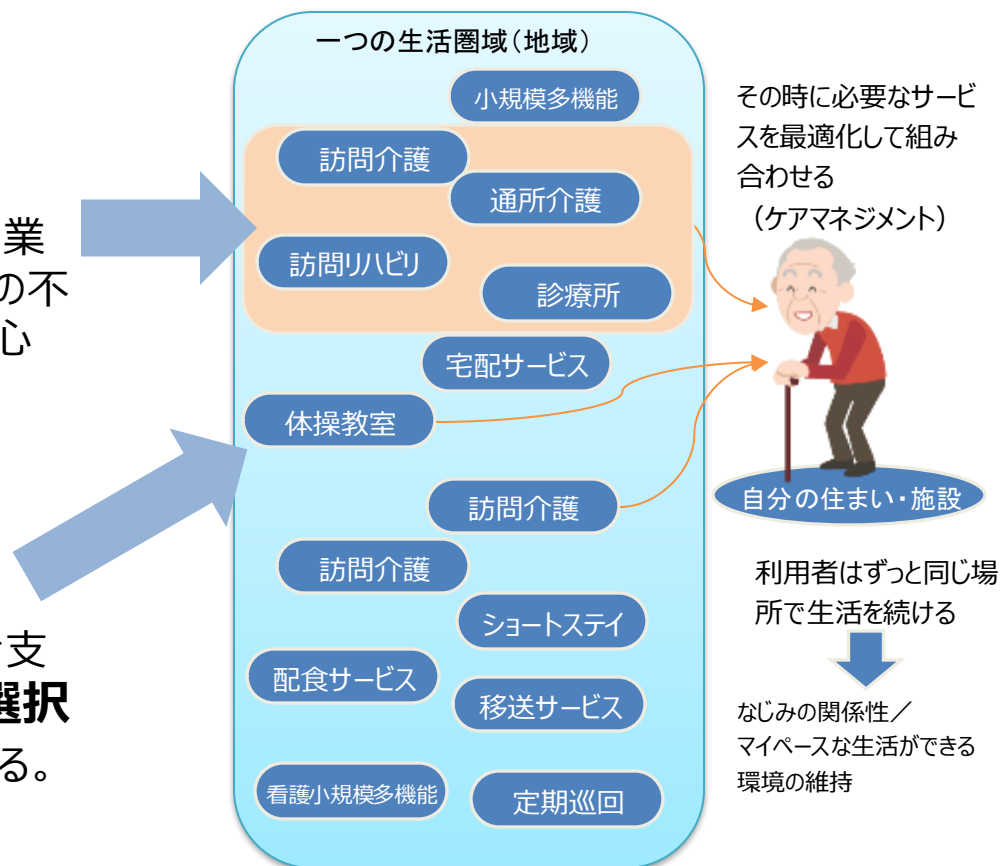 一つの生活圏域（地域）
小規模多機能
訪問介護
通所介護
訪問リハビリ
診療所
宅配サービス
体操教室
訪問介護
訪問介護
ショートステイ
配食サービス
移送サービス
看護小規模多機能
定期巡回
業
の不
心
支
選択
る。
その時に必要なサービ
スを最適化して組み
合わせる
（ケアマネジメント）
自分の住まい・施設
利用者はずっと同じ場
所で生活を続ける
なじみの関係性／
マイペースな生活ができる
環境の維持